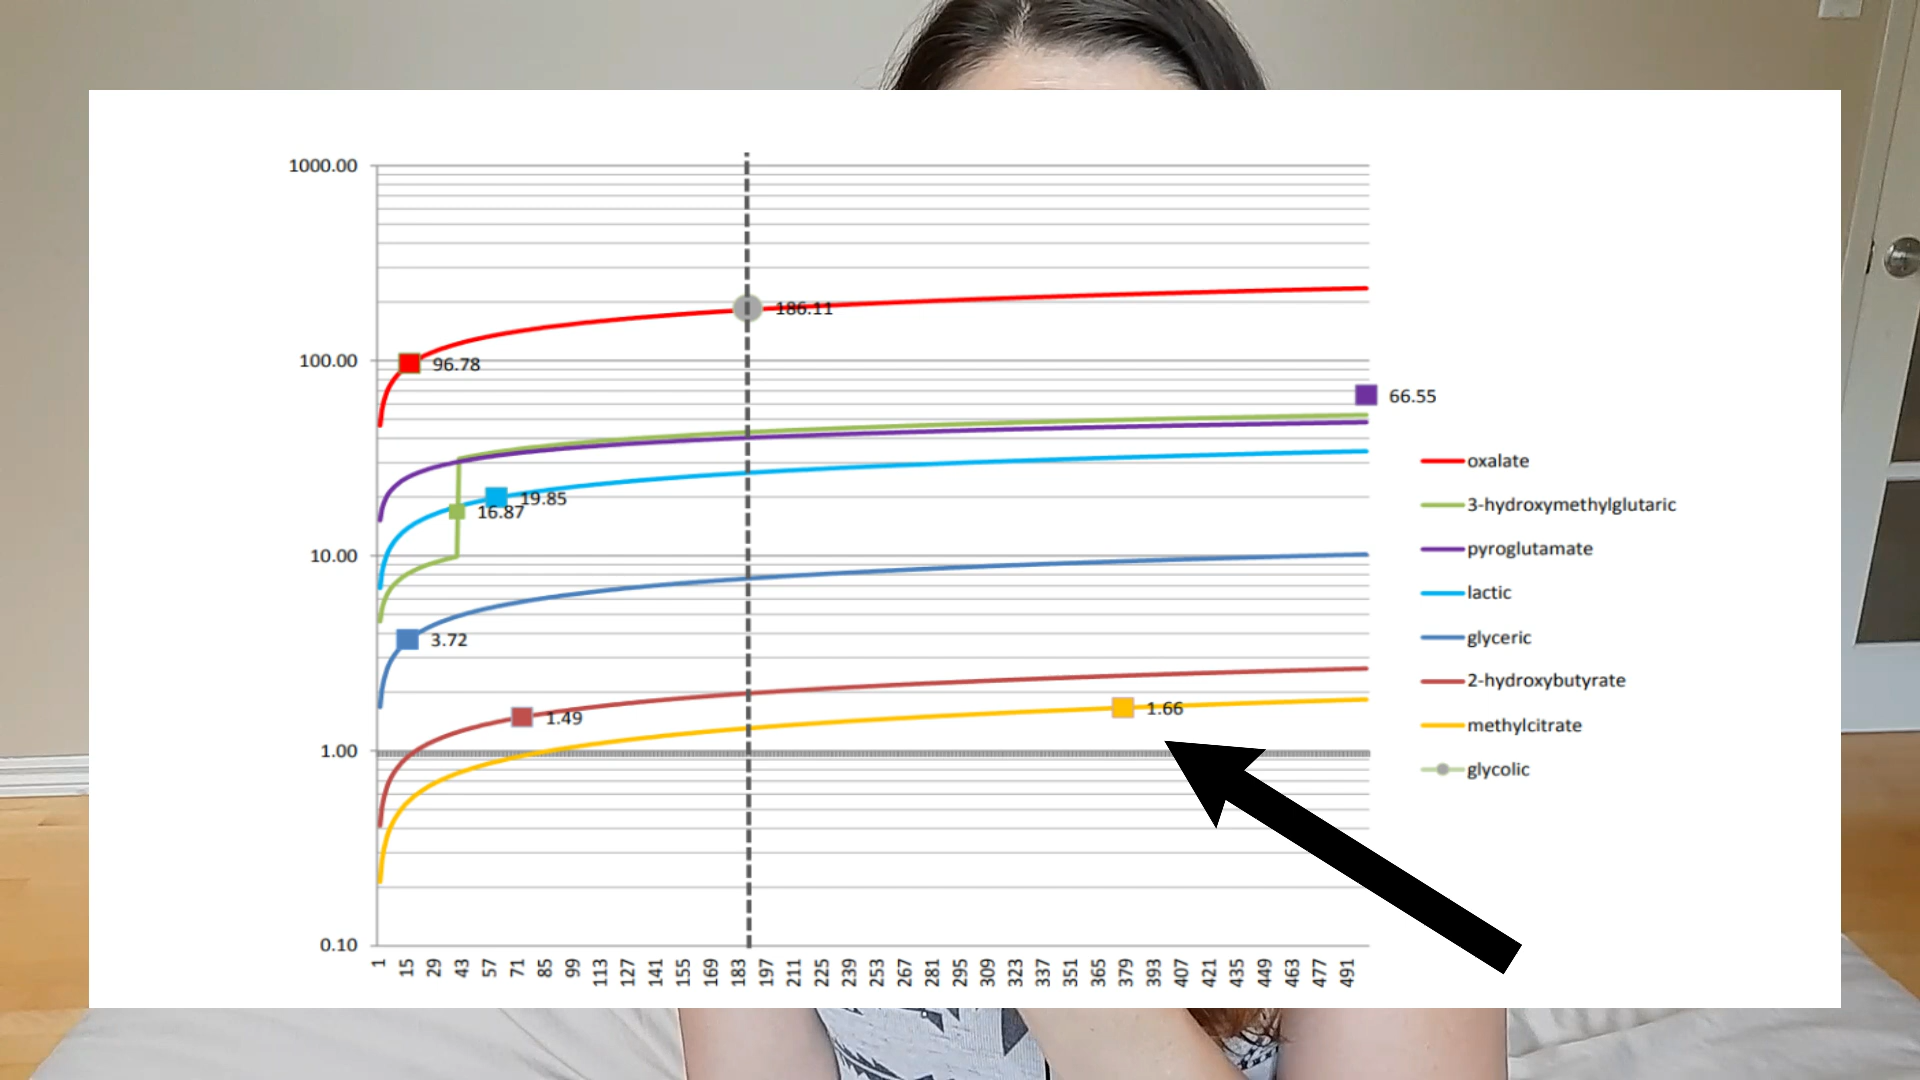 1000.00
100.00
10.00
1.00
0.10
186.11
96.78
66.55
19.85
16.87
3.72
1.49
1.66
oxalate
3-hydroxymethylglutaric
pyroglutamate
lactic
glyceric
2-hydroxybutyrate
methylcitrate
glycolic
1 15 29 43 57 71 85 99 113 127 141 155 169 183 197 211 225 239 253 267 281 295 309 323 337 351 365 379 393 407 421 435 449 463 477 491